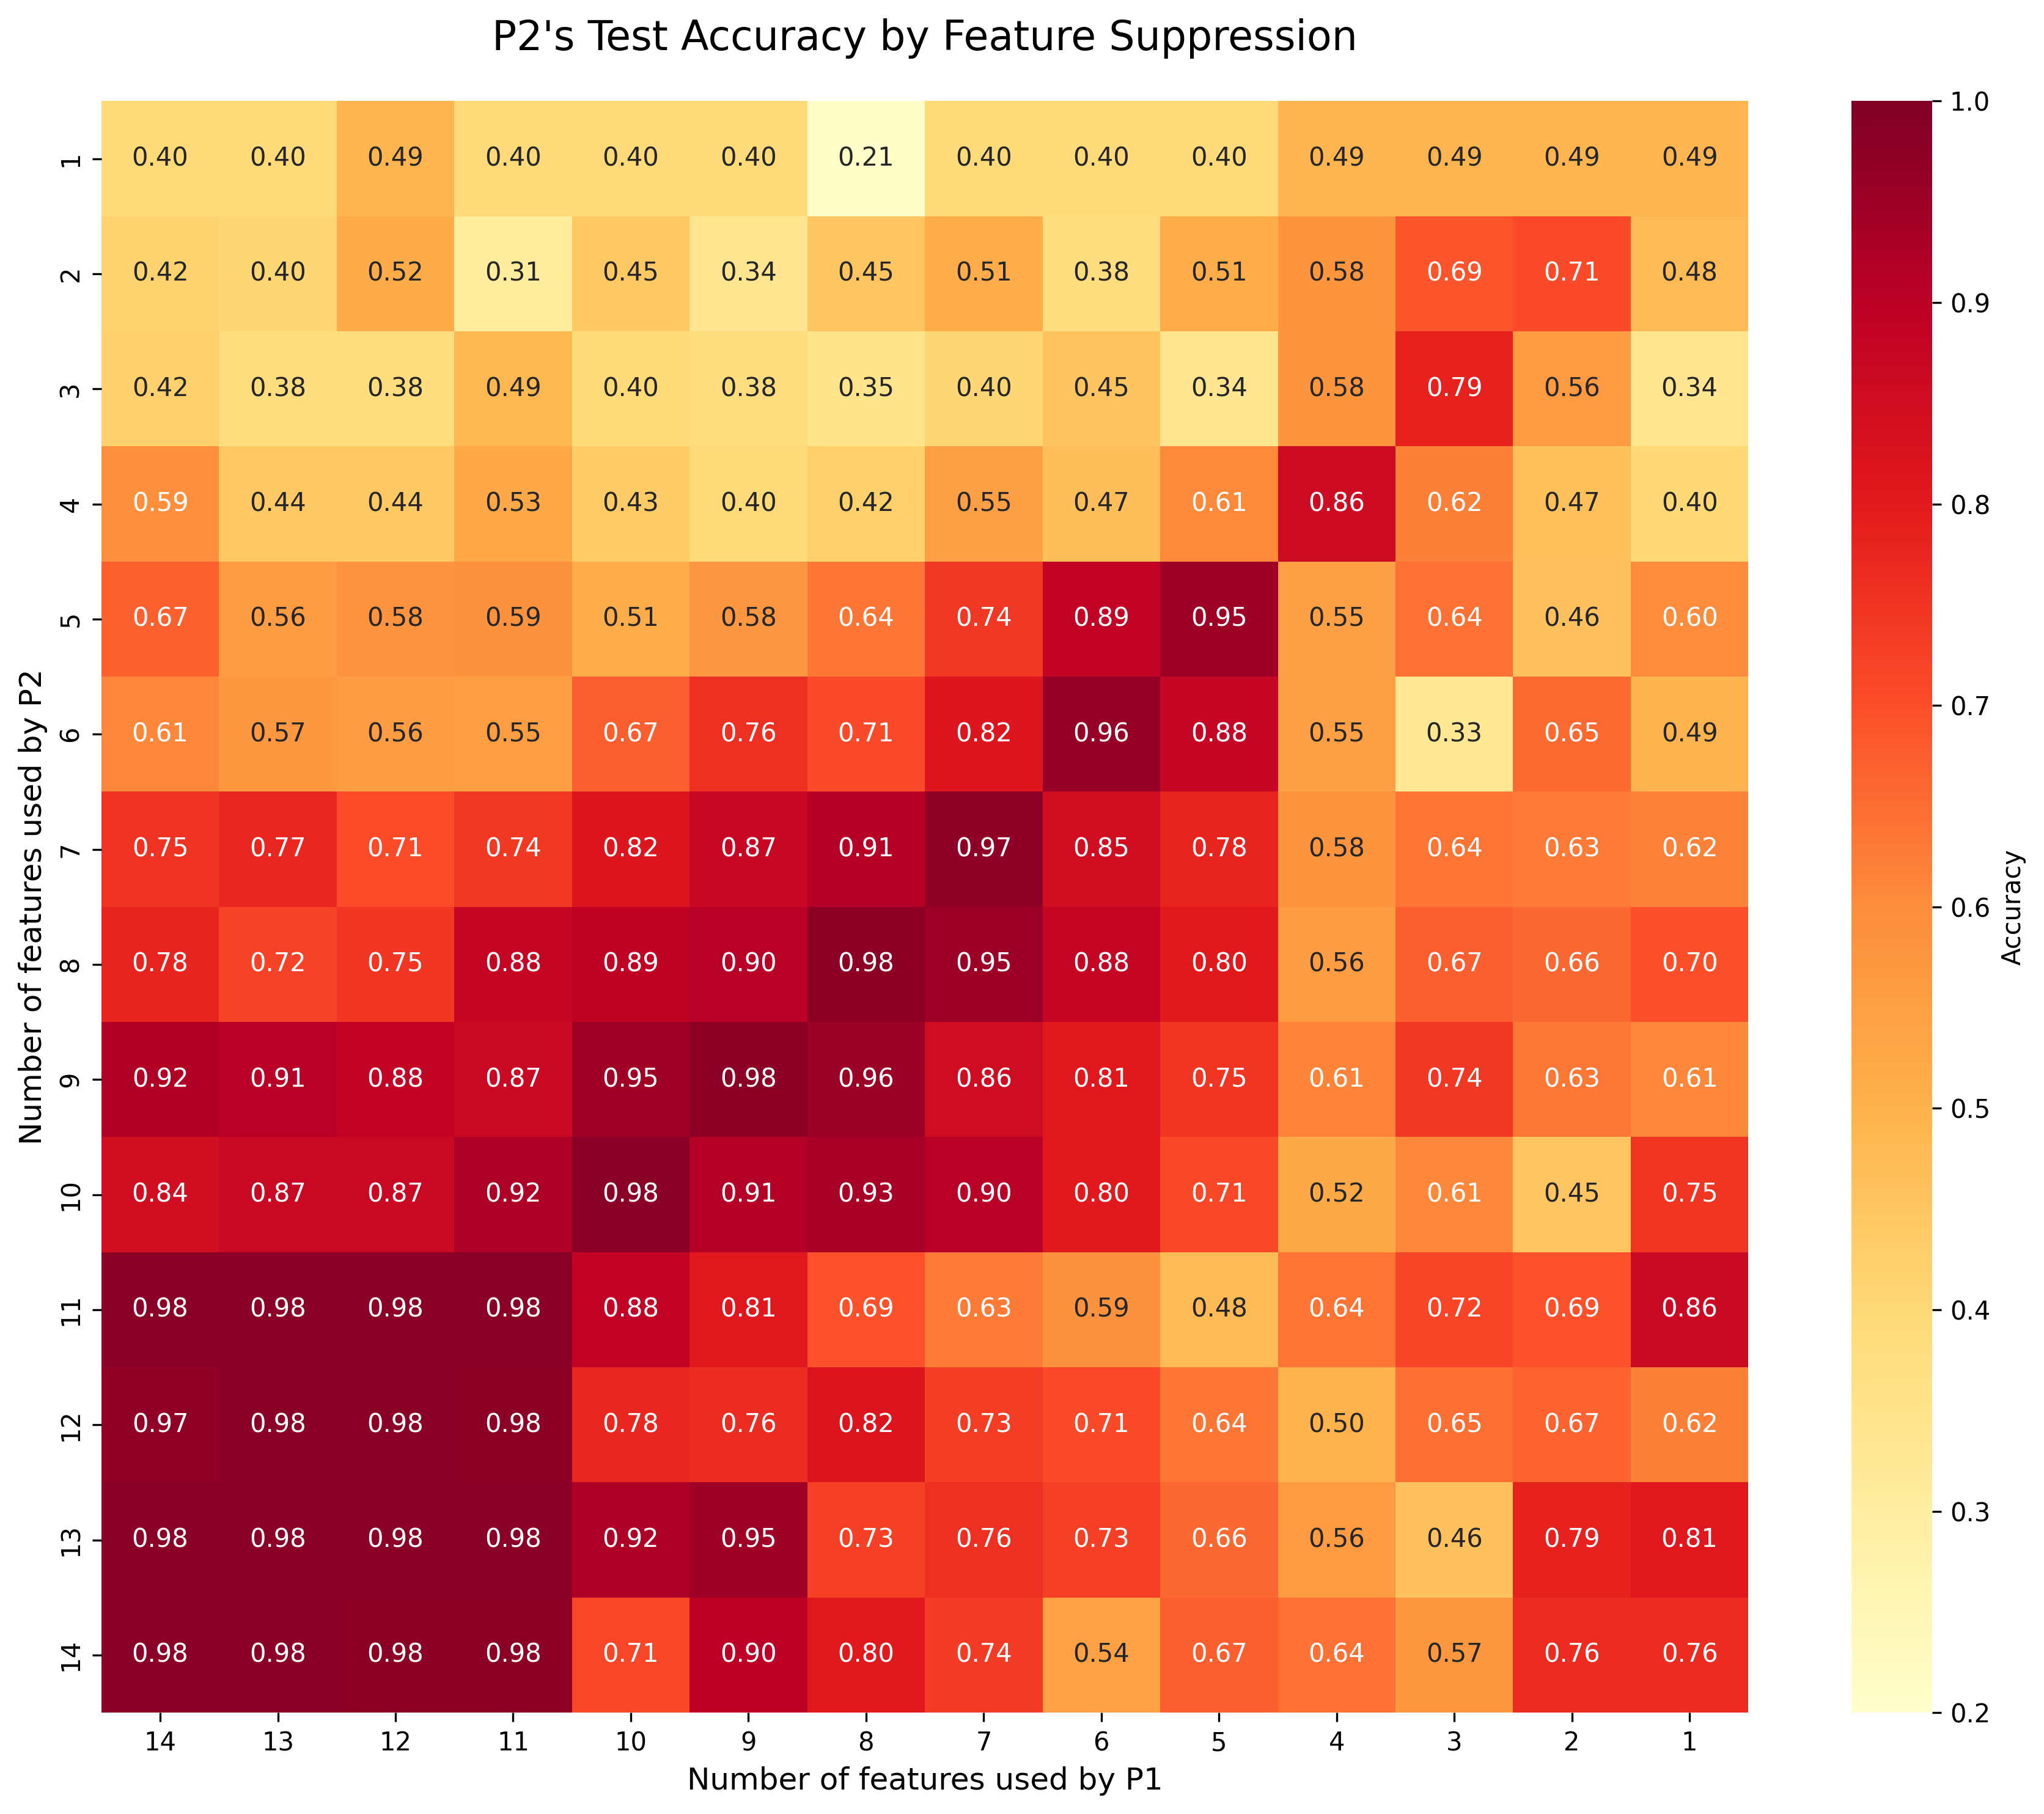 P2's Test Accuracy by Feature Suppression
1 0.40 0.40 0.49 0.40 0.40 0.40 0.21 0.40 0.40 0.40 0.49 0.49 0.49 0.49
2 0.42 0.40 0.52 0.31 0.45 0.34 0.45 0.51 0.38 0.51 0.58 0.69 0.71 0.48
3 0.42 0.38 0.38 0.49 0.40 0.38 0.35 0.40 0.45 0.34 0.58 0.79 0.56 0.34
4 0.59 0.44 0.44 0.53 0.43 0.40 0.42 0.55 0.47 0.61 0.86 0.62 0.47 0.40
5 0.67 0.56 0.58 0.59 0.51 0.58 0.64 0.74 0.89 0.95 0.55 0.64 0.46 0.60
6 0.61 0.57 0.56 0.55 0.67 0.76 0.71 0.82 0.96 0.88 0.55 0.33 0.65 0.49
7 0.75 0.77 0.71 0.74 0.82 0.87 0.91 0.97 0.85 0.78 0.58 0.64 0.63 0.62
8 0.78 0.72 0.75 0.88 0.89 0.90 0.98 0.95 0.88 0.80 0.56 0.67 0.66 0.70
9 0.92 0.91 0.88 0.87 0.95 0.98 0.96 0.86 0.81 0.75 0.61 0.74 0.63 0.61
10 0.84 0.87 0.87 0.92 0.98 0.91 0.93 0.90 0.80 0.71 0.52 0.61 0.45 0.75
11 0.98 0.98 0.98 0.98 0.88 0.81 0.69 0.63 0.59 0.48 0.64 0.72 0.69 0.86
12 0.97 0.98 0.98 0.98 0.78 0.76 0.82 0.73 0.71 0.64 0.50 0.65 0.67 0.62
13 0.98 0.98 0.98 0.98 0.92 0.95 0.73 0.76 0.73 0.66 0.56 0.46 0.79 0.81
14 0.98 0.98 0.98 0.98 0.71 0.90 0.80 0.74 0.54 0.67 0.64 0.57 0.76 0.76
14 13 12 11 10 9 8 7 6 5 4 3 2 1
Number of features used by P1
Number of features used by P2
1.0
0.9
0.8
0.7
0.6
0.5
0.4
0.3
0.2
Accuracy